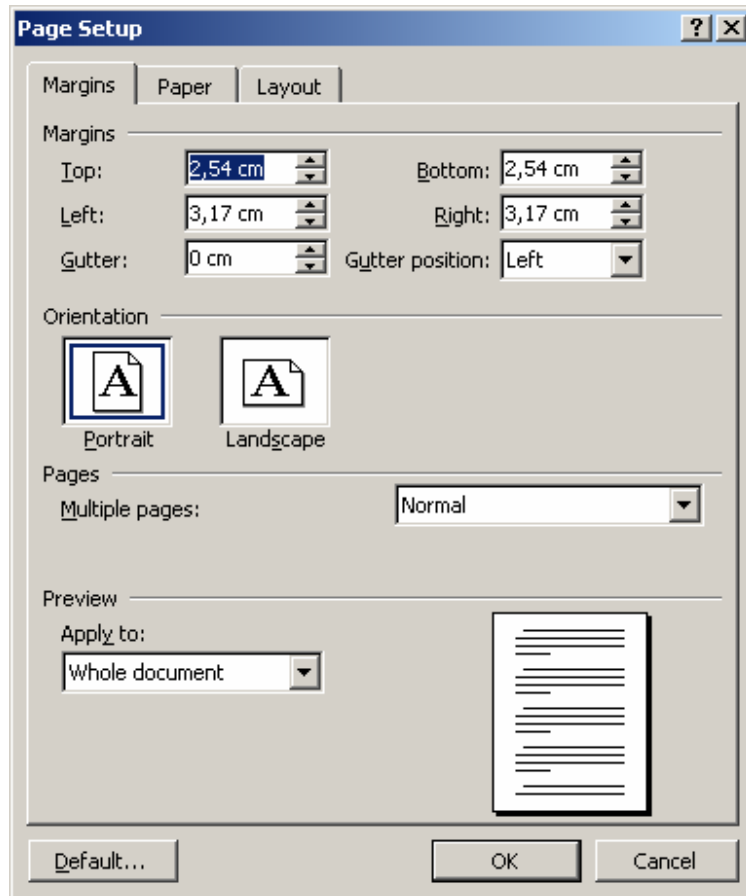 Page Setup
Margins Paper Layout
Margins
Top: 2,54 cm Bottom: 2,54 cm
Left: 3,17 cm Right: 3,17 cm
Gutter: 0 cm Gutter position: Left
Orientation
A A
Portrait Landscape
Pages
Multiple pages: Normal
Preview
Apply to:
Whole document
Default... OK Cancel